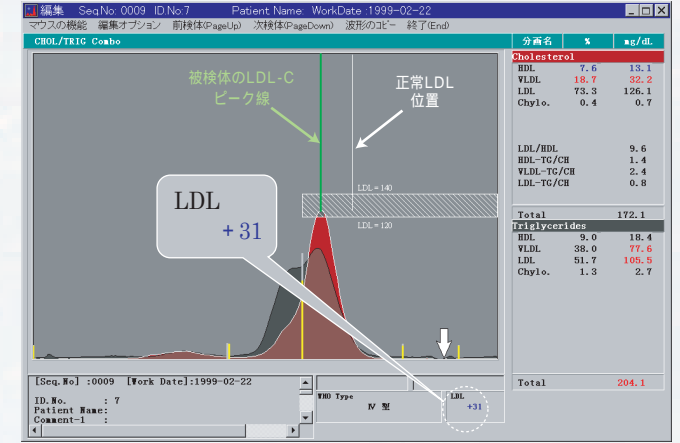 編集 Seq.No: 0009 ID.No:7 Patient Name: WorkDate :1999-02-22
マウスの機能 編集オプション 前検体(PageUp) 次検体(PageDown) 波形のコピー 終了(End)
CHOL/TRIG Combo
分画名 % mg/dL
被検体のLDL-C
ピーク線
正常LDL
位置
LDL=140
LDL=120
LDL
+31
Cholesterol
HDL 7.6 13.1
VLDL 18.7 32.2
LDL 73.3 126.1
Chylo. 0.4 0.7
LDL/HDL 9.6
HDL-TG/CH 1.4
VLDL-TG/CH 2.4
LDL-TG/CH 0.8
Total 172.1
Triglycerides
HDL 9.0 18.4
VLDL 38.0 77.6
LDL 51.7 105.5
Chylo. 1.3 2.7
Total 204.1
[Seq.No] :0009 [Work Date]:1999-02-22
ID.No. : 7
Patient Name:
Comment-1 :
WHO Type
Ⅳ 型
LDL
+31